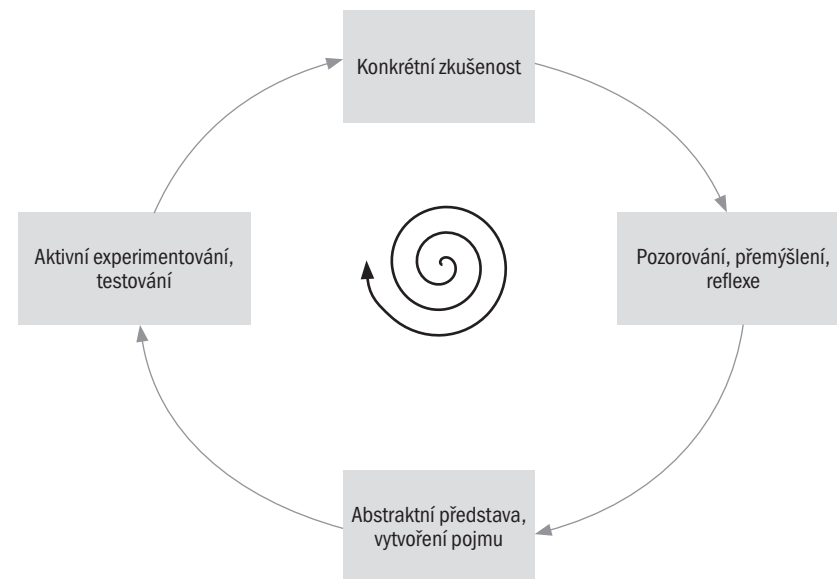 Konkrétní zkušenost
Aktivní experimentování,
testování
Pozorování, přemýšlení,
reflexe
Abstraktní představa,
vytvoření pojmu